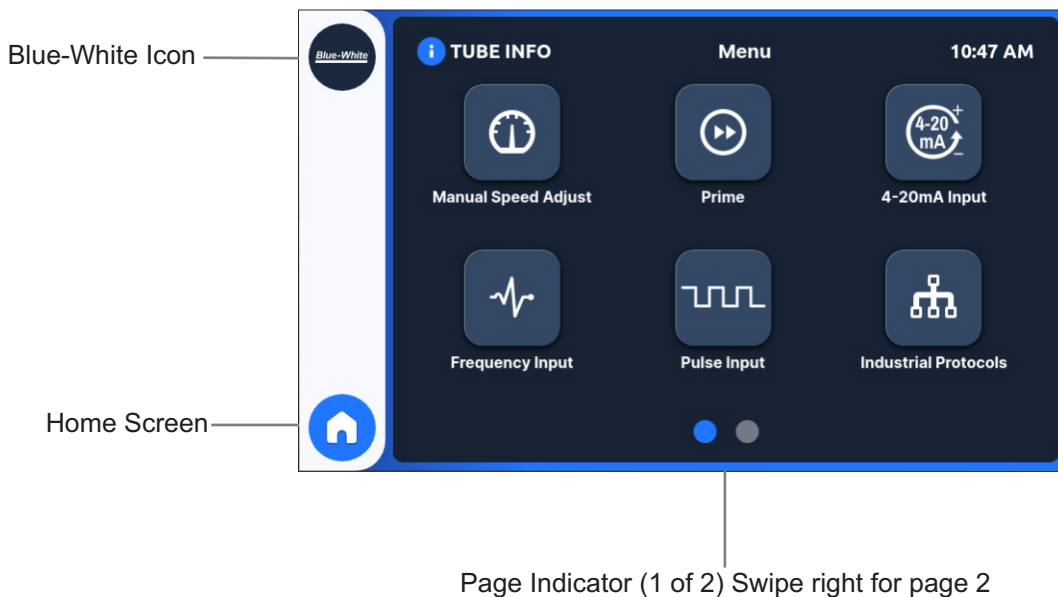 Blue-White Icon
Blue-White
i TUBE INFO
Menu
10:47 AM
4-20
mA
+
−
Manual Speed Adjust
Prime
4-20mA Input
Frequency Input
Pulse Input
Industrial Protocols
Home Screen
Page Indicator (1 of 2) Swipe right for page 2